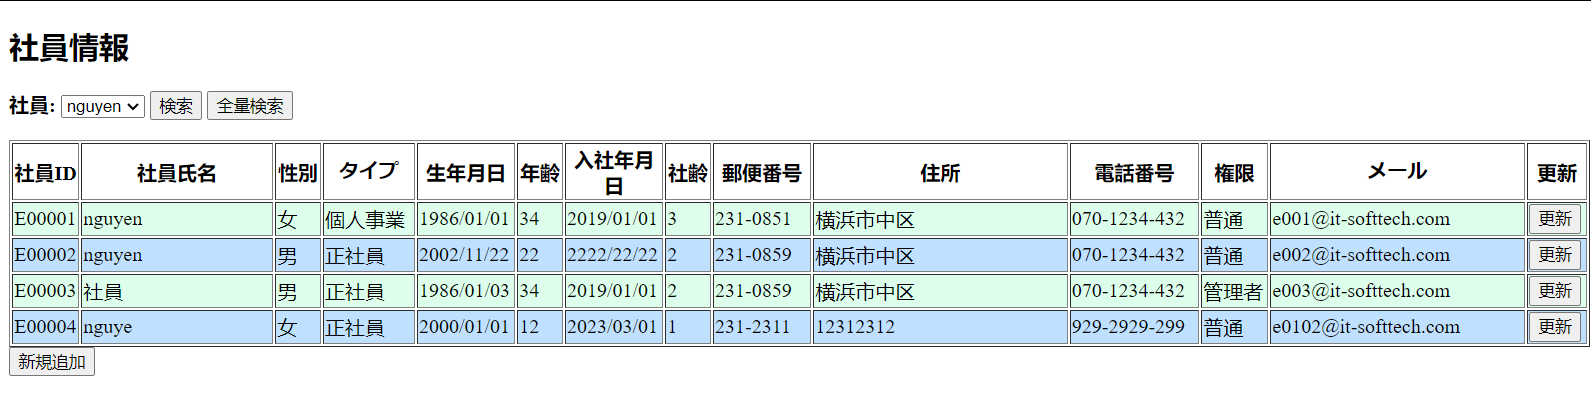 社員情報
社員: nguyen 検索 全量検索
社員ID 社員氏名 性別 タイプ 生年月日 年齢 入社年月日 社齢 郵便番号 住所 電話番号 権限 メール 更新
E00001 nguyen 女 個人事業 1986/01/01 34 2019/01/01 3 231-0851 横浜市中区 070-1234-432 普通 e001@it-softtech.com 更新
E00002 nguyen 男 正社員 2002/11/22 22 2222/22/22 2 231-0859 横浜市中区 070-1234-432 普通 e002@it-softtech.com 更新
E00003 社員 男 正社員 1986/01/03 34 2019/01/01 2 231-0859 横浜市中区 070-1234-432 管理者 e003@it-softtech.com 更新
E00004 nguye 女 正社員 2000/01/01 12 2023/03/01 1 231-2311 12312312 929-2929-299 普通 e0102@it-softtech.com 更新
新規追加